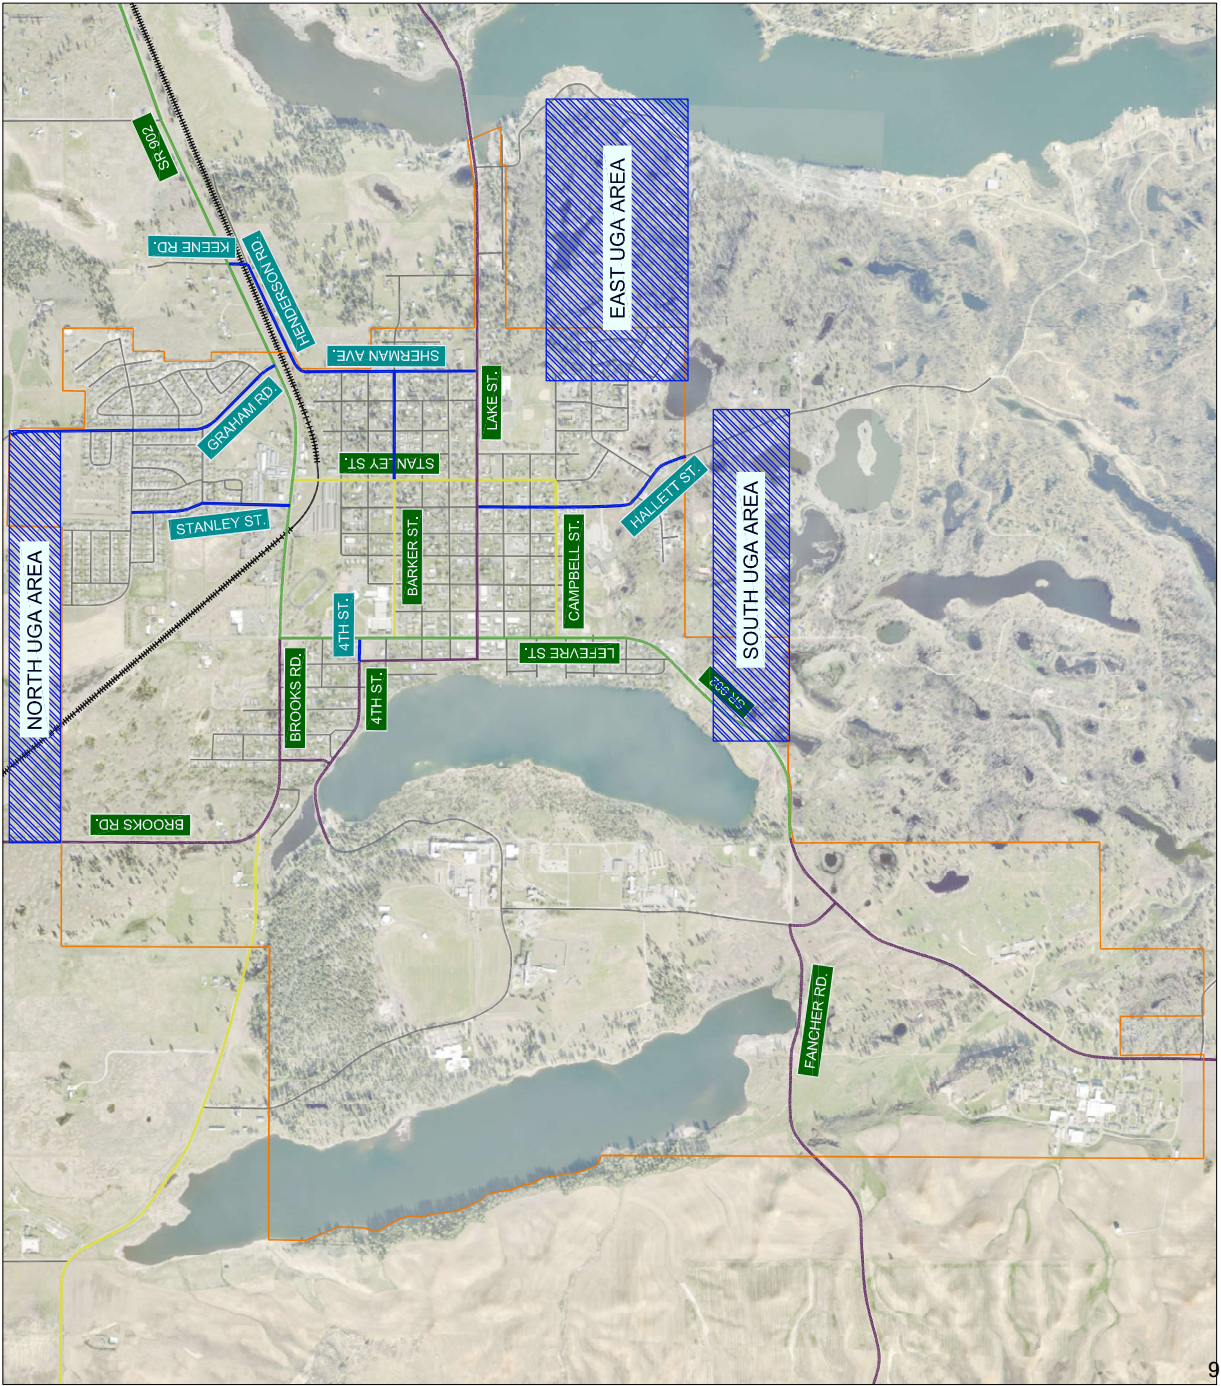 SR 902
KEENE RD.
HENDERSON RD.
EAST UGA AREA
SHERMAN AVE.
GRAHAM RD.
LAKE ST.
STANLEY ST.
STANLEY ST.
HALLETT ST.
NORTH UGA AREA
BARKER ST.
CAMPBELL ST.
SOUTH UGA AREA
4TH ST.
LEFEVRE ST.
BROOKS RD.
4TH ST.
SR 902
BROOKS RD.
FANCHER RD.
9